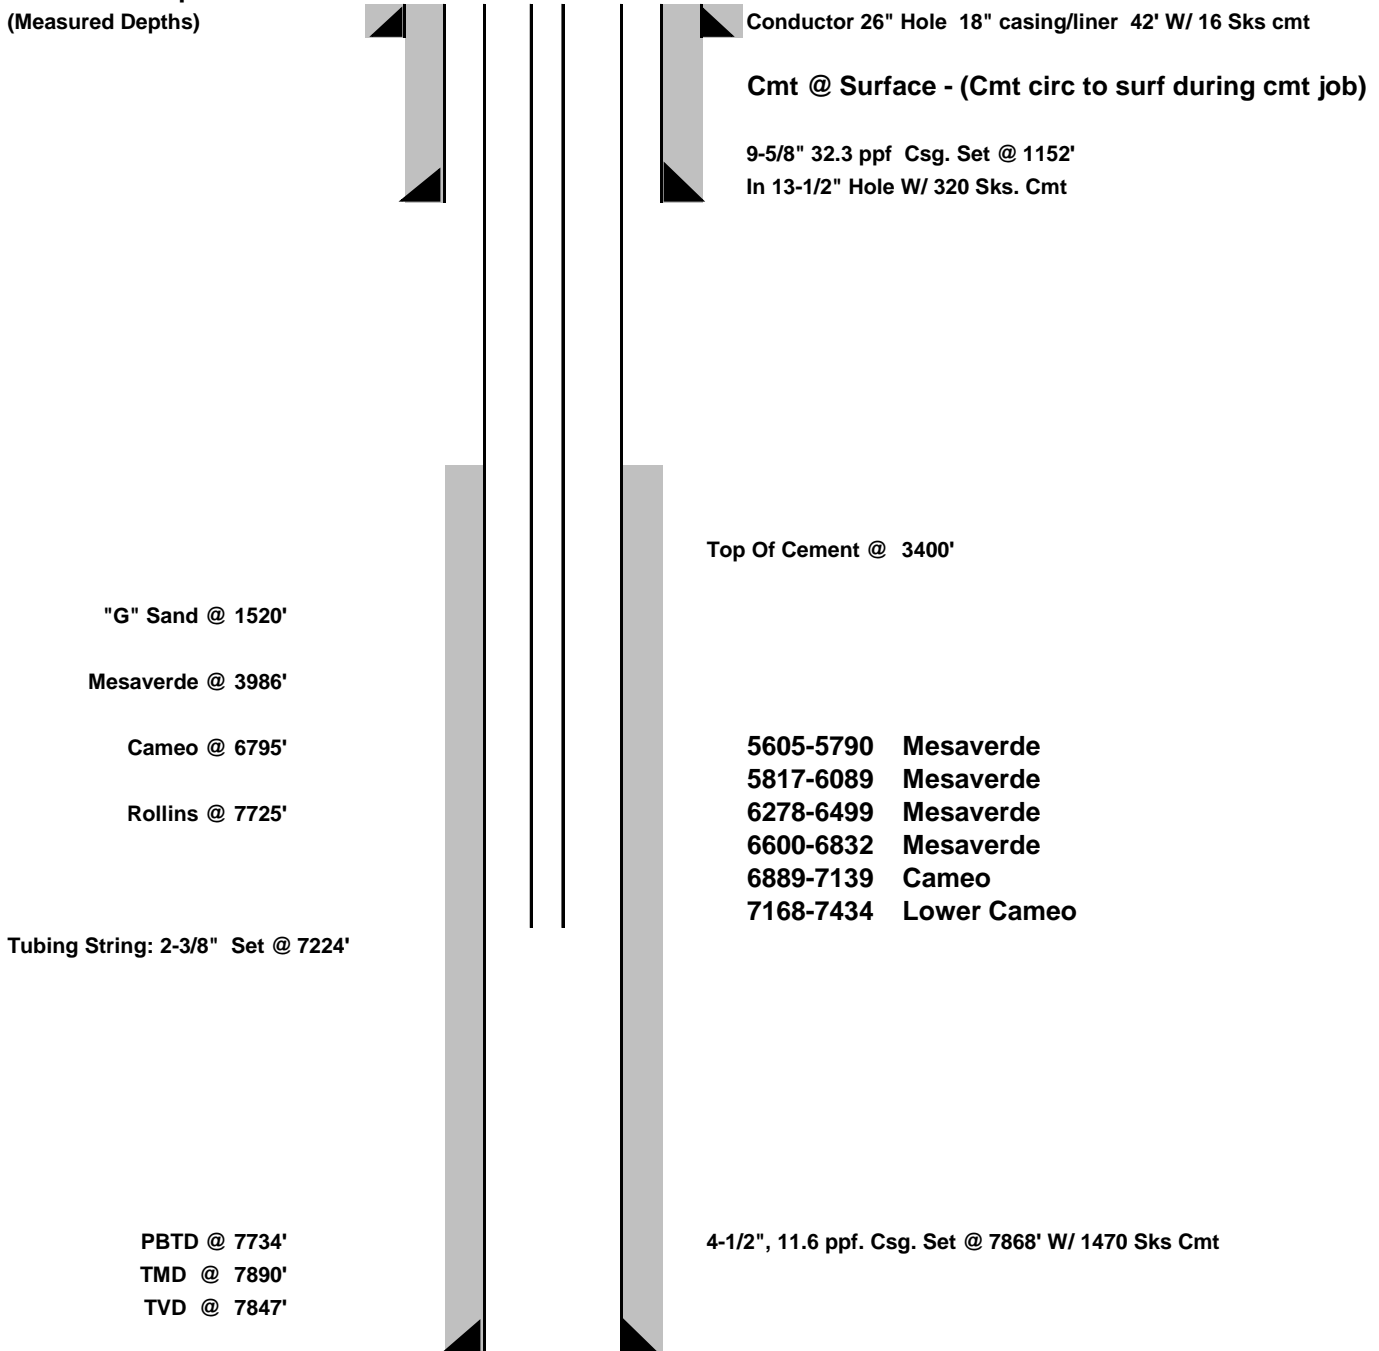 (Measured Depths)
Conductor 26" Hole 18" casing/liner 42' W/ 16 Sks cmt
Cmt @ Surface - (Cmt circ to surf during cmt job)
9-5/8" 32.3 ppf Csg. Set @ 1152'
In 13-1/2" Hole W/ 320 Sks. Cmt
Top Of Cement @ 3400'
"G" Sand @ 1520'
Mesaverde @ 3986'
Cameo @ 6795'
Rollins @ 7725'
5605-5790 Mesaverde
5817-6089 Mesaverde
6278-6499 Mesaverde
6600-6832 Mesaverde
6889-7139 Cameo
7168-7434 Lower Cameo
Tubing String: 2-3/8" Set @ 7224'
PBTD @ 7734'
TMD @ 7890'
TVD @ 7847'
4-1/2", 11.6 ppf. Csg. Set @ 7868' W/ 1470 Sks Cmt